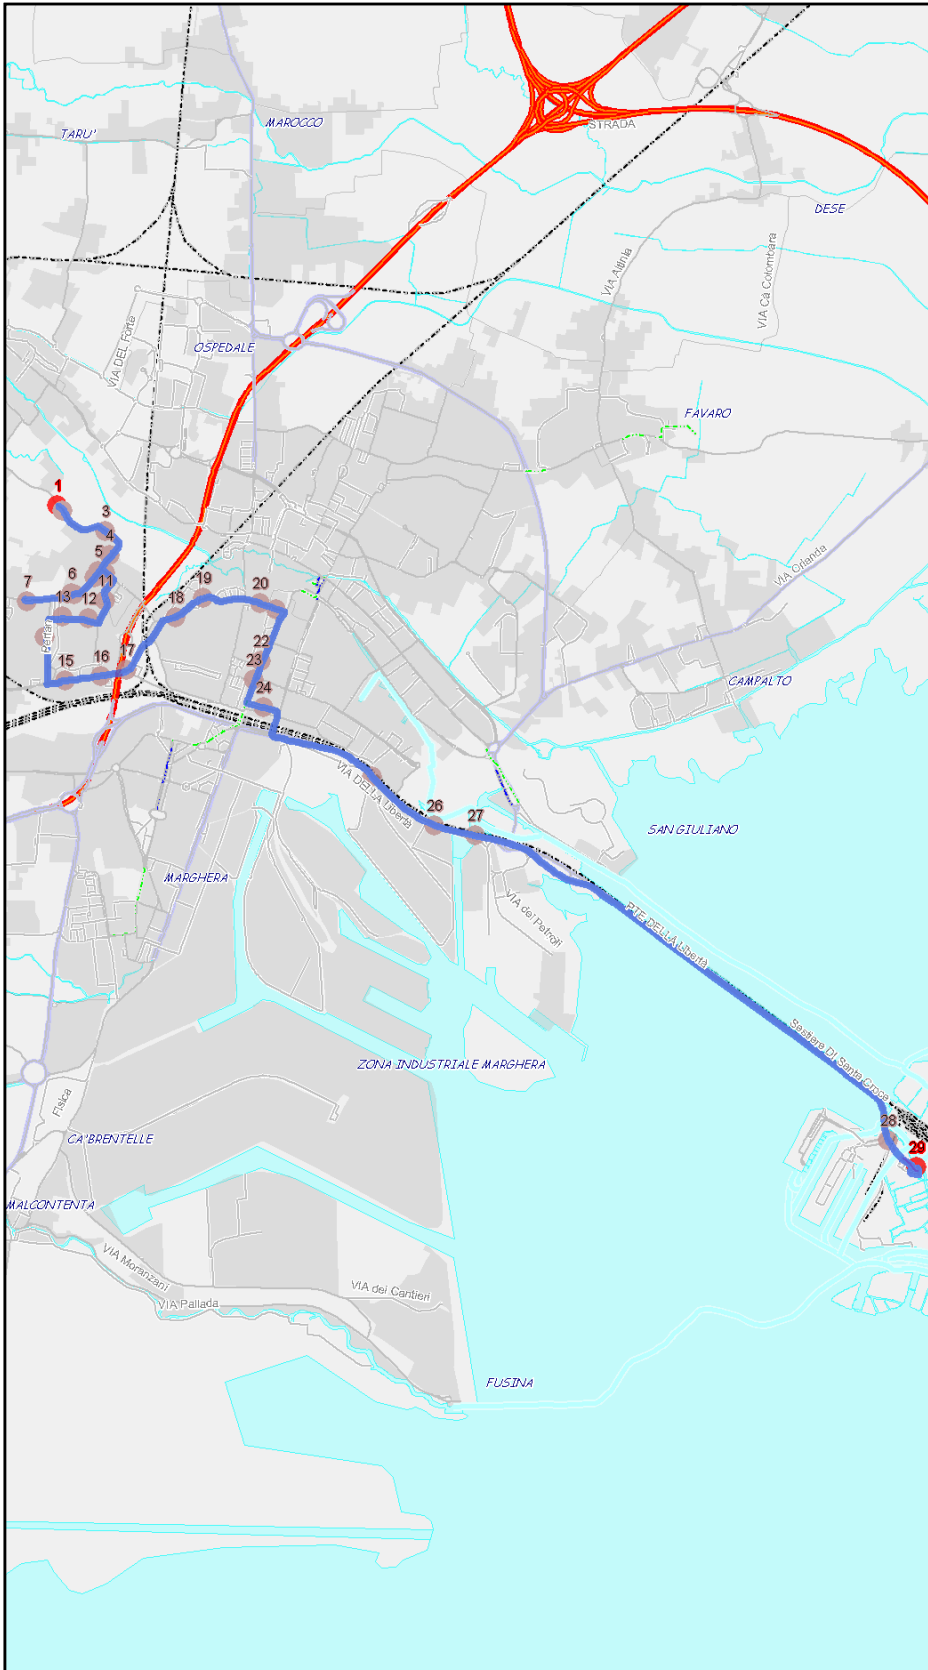 MAROCCO
TARU'
STRADA
DESE
VIA Altinia
VIA Cà Colombara
VIA DEL Forte
OSPEDALE
FAVARO
1
3
4
5
11
6
7
13
12
19
20
18
VIA Orlanda
22
17
23
16
15
24
CAMPALTO
VIA DELLA Libertà
26
27
SAN GIULIANO
MARGHERA
VIA dei Petroli
PTE DELLA Libertà
Sestiere DI Santa Croce
ZONA INDUSTRIALE MARGHERA
Fisica
28
CA'BRENTELLE
29
MALCONTENTA
VIA Moranzani
VIA dei Cantieri
VIA Pallada
FUSINA